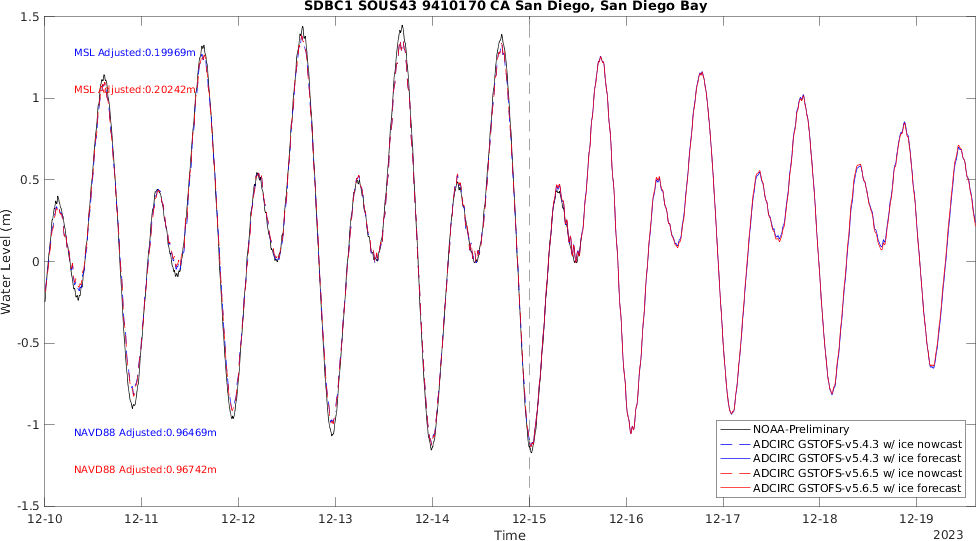 SDBC1 SOUS43 9410170 CA San Diego, San Diego Bay
1.5
1
0.5
0
-0.5
-1
-1.5
Water Level (m)
MSL Adjusted:0.19969m
MSL Adjusted:0.20242m
NAVD88 Adjusted:0.96469m
NAVD88 Adjusted:0.96742m
NOAA-Preliminary
ADCIRC GSTOFS-v5.4.3 w/ ice nowcast
ADCIRC GSTOFS-v5.4.3 w/ ice forecast
ADCIRC GSTOFS-v5.6.5 w/ ice nowcast
ADCIRC GSTOFS-v5.6.5 w/ ice forecast
12-10 12-11 12-12 12-13 12-14 12-15 12-16 12-17 12-18 12-19
Time
2023